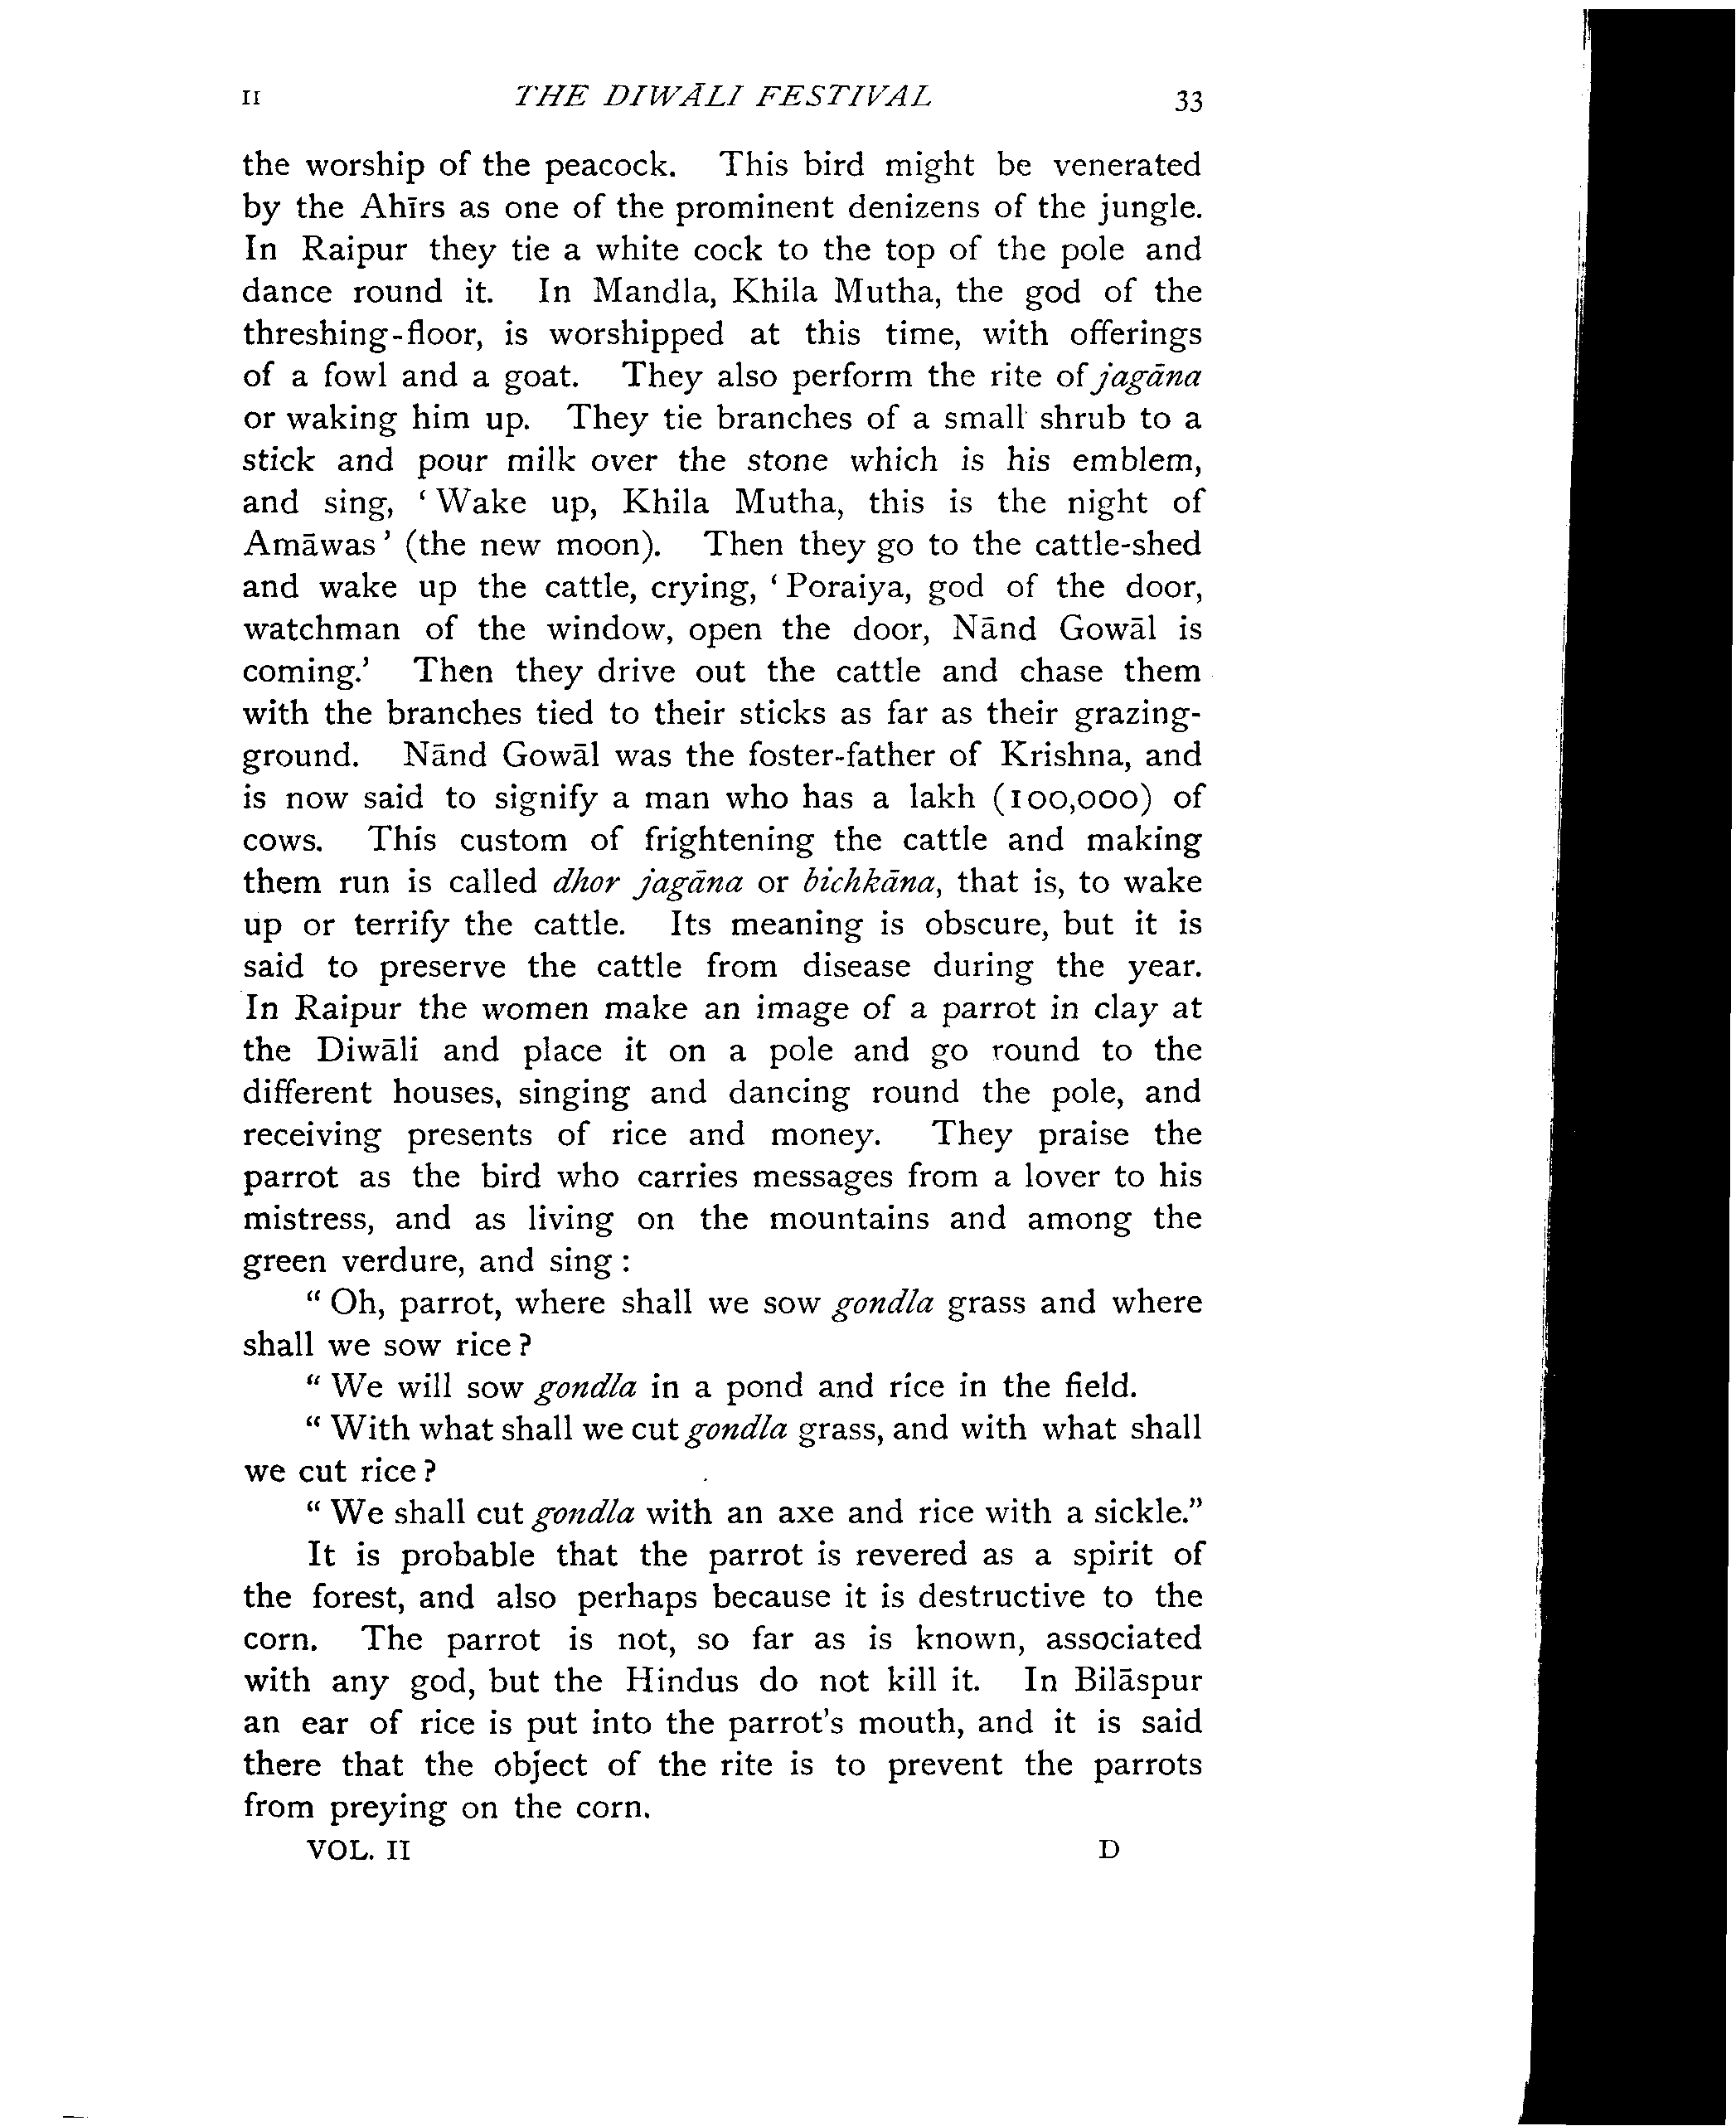 II THE DIWĀLI FESTIVAL 33
the worship of the peacock. This bird might be venerated
by the Ahīrs as one of the prominent denizens of the jungle.
In Raipur they tie a white cock to the top of the pole and
dance round it. In Mandla, Khila Mutha, the god of the
threshing-floor, is worshipped at this time, with offerings
of a fowl and a goat. They also perform the rite of jagāna
or waking him up. They tie branches of a small shrub to a
stick and pour milk over the stone which is his emblem,
and sing, ‘Wake up, Khila Mutha, this is the night of
Amāwas’ (the new moon). Then they go to the cattle-shed
and wake up the cattle, crying, ‘Poraiya, god of the door,
watchman of the window, open the door, Nānd Gowāl is
coming.’ Then they drive out the cattle and chase them
with the branches tied to their sticks as far as their grazing-
ground. Nānd Gowāl was the foster-father of Krishna, and
is now said to signify a man who has a lakh (100,000) of
cows. This custom of frightening the cattle and making
them run is called dhor jagāna or bichkāna, that is, to wake
up or terrify the cattle. Its meaning is obscure, but it is
said to preserve the cattle from disease during the year.
In Raipur the women make an image of a parrot in clay at
the Diwāli and place it on a pole and go round to the
different houses, singing and dancing round the pole, and
receiving presents of rice and money. They praise the
parrot as the bird who carries messages from a lover to his
mistress, and as living on the mountains and among the
green verdure, and sing:
“Oh, parrot, where shall we sow gondla grass and where
shall we sow rice?
“We will sow gondla in a pond and rice in the field.
“With what shall we cut gondla grass, and with what shall
we cut rice?
“We shall cut gondla with an axe and rice with a sickle.”
It is probable that the parrot is revered as a spirit of
the forest, and also perhaps because it is destructive to the
corn. The parrot is not, so far as is known, associated
with any god, but the Hindus do not kill it. In Bilāspur
an ear of rice is put into the parrot's mouth, and it is said
there that the object of the rite is to prevent the parrots
from preying on the corn.
VOL. II D